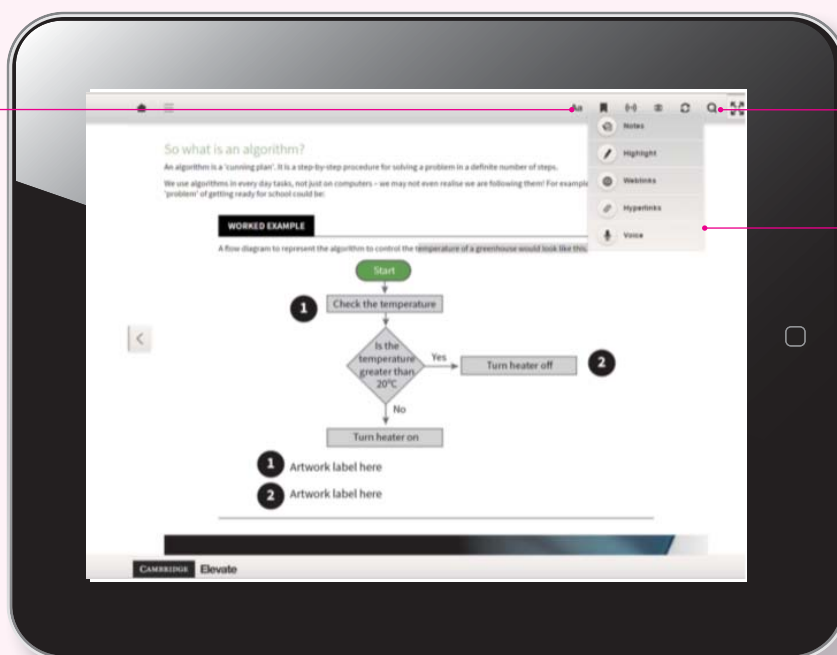 Aa
Notes
Highlight
Weblinks
Hyperlinks
Voice
So what is an algorithm?
An algorithm is a 'cunning plan'. It is a step-by-step procedure for solving a problem in a definite number of steps.
We use algorithms in every day tasks, not just on computers – we may not even realise we are following them! For example
'problem' of getting ready for school could be:
WORKED EXAMPLE
A flow diagram to represent the algorithm to control the temperature of a greenhouse would look like this.
Start
1
Check the temperature
Is the
temperature
greater than
20°C
Yes
Turn heater off
2
No
Turn heater on
1 Artwork label here
2 Artwork label here
CAMBRIDGE Elevate